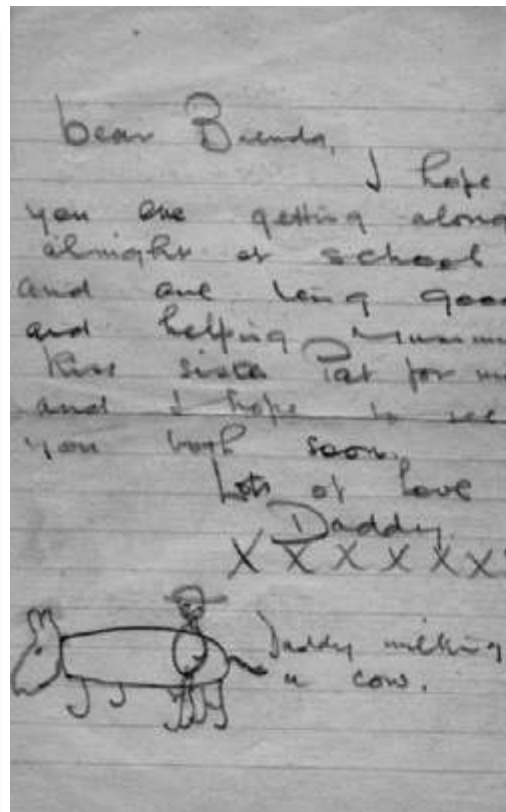 Dear Brenda,
I hope
you are getting along
alright at school
and are being good
and helping Mummy
Kiss sister Pat for me
and I hope to see
you both soon.
Lots of love
Daddy.
X X X X X X X
Daddy milking
a cow.